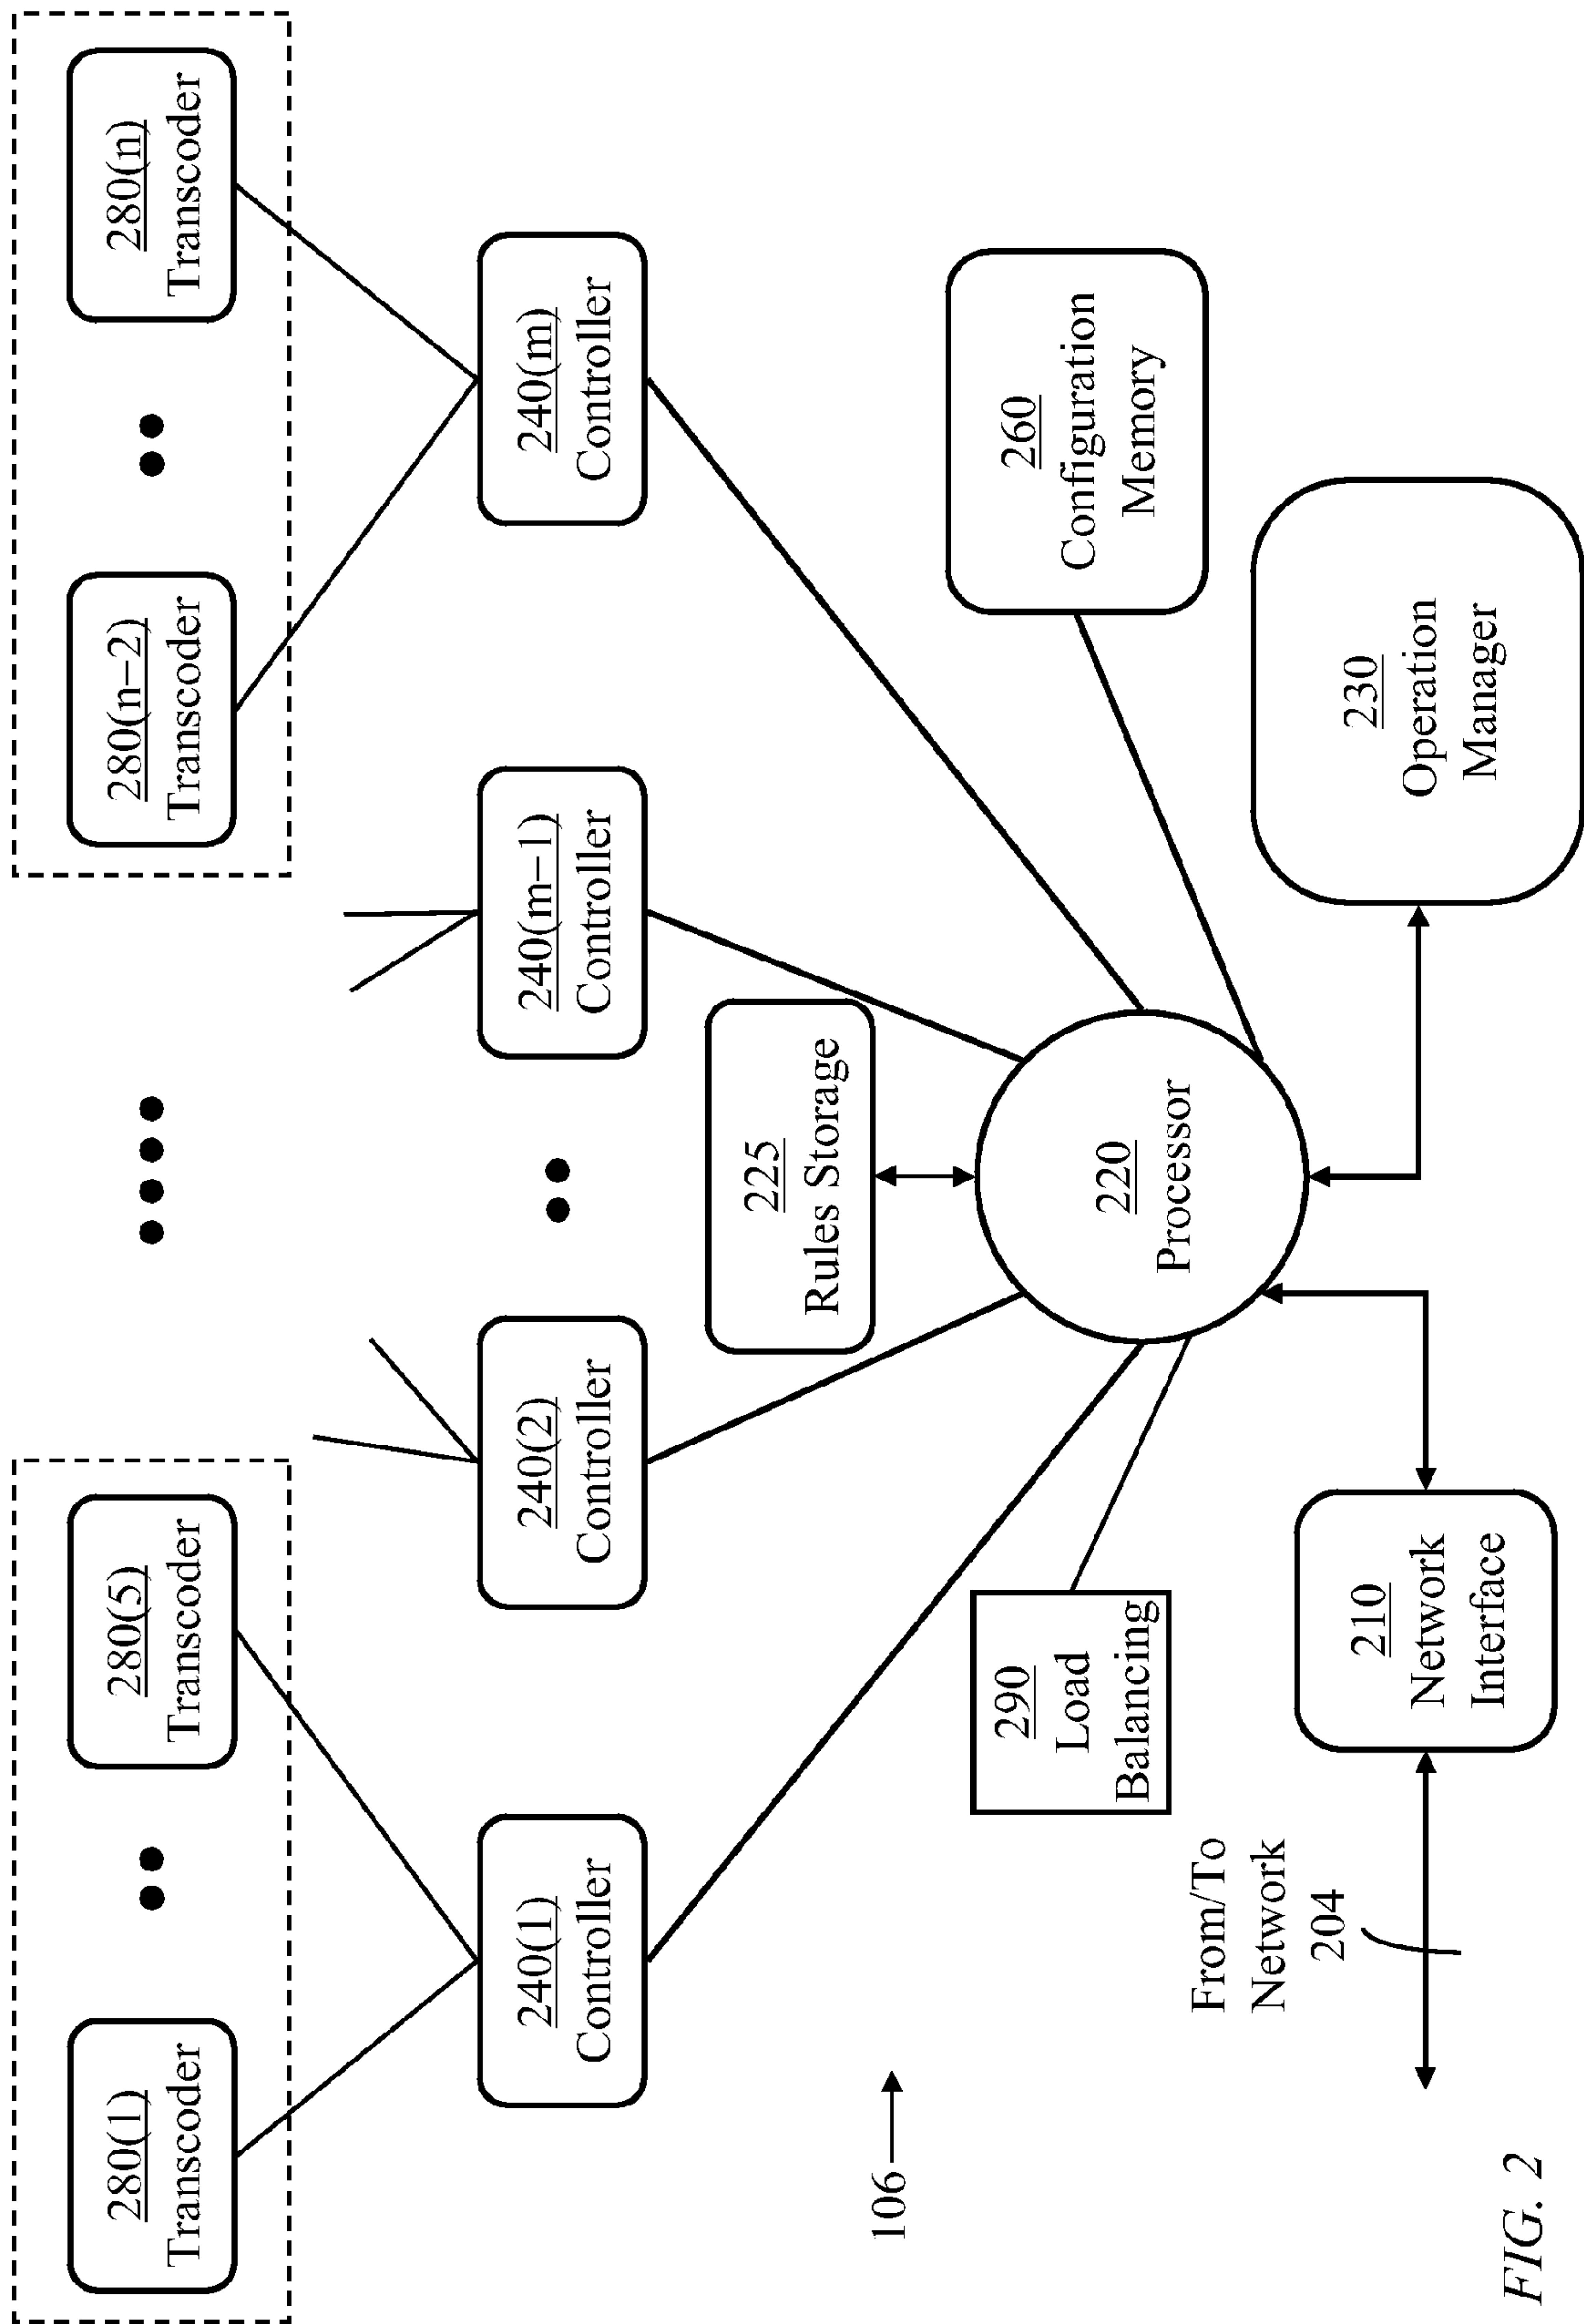 280(1)
Transcoder
280(5)
Transcoder
280(n−2)
Transcoder
280(n)
Transcoder
240(1)
Controller
240(2)
Controller
240(m−1)
Controller
240(m)
Controller
225
Rules Storage
106
290
Load
Balancing
220
Processor
260
Configuration
Memory
From/To
Network
204
210
Network
Interface
230
Operation
Manager
FIG. 2